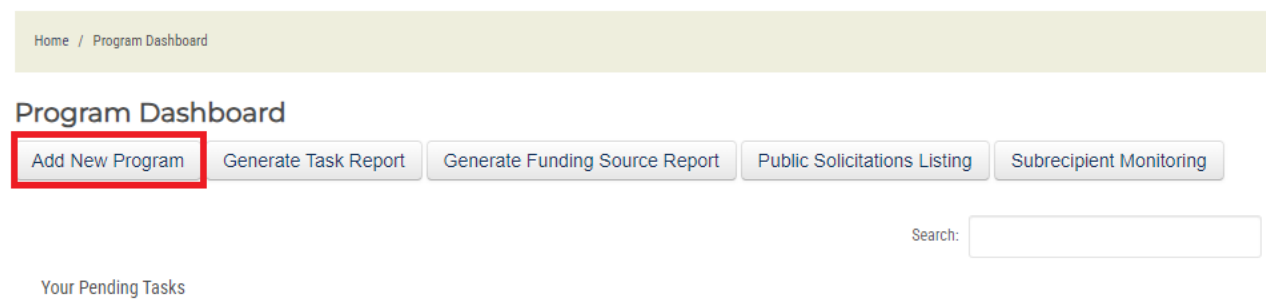 Home / Program Dashboard
Program Dashboard
Add New Program Generate Task Report Generate Funding Source Report Public Solicitations Listing Subrecipient Monitoring
Search:
Your Pending Tasks